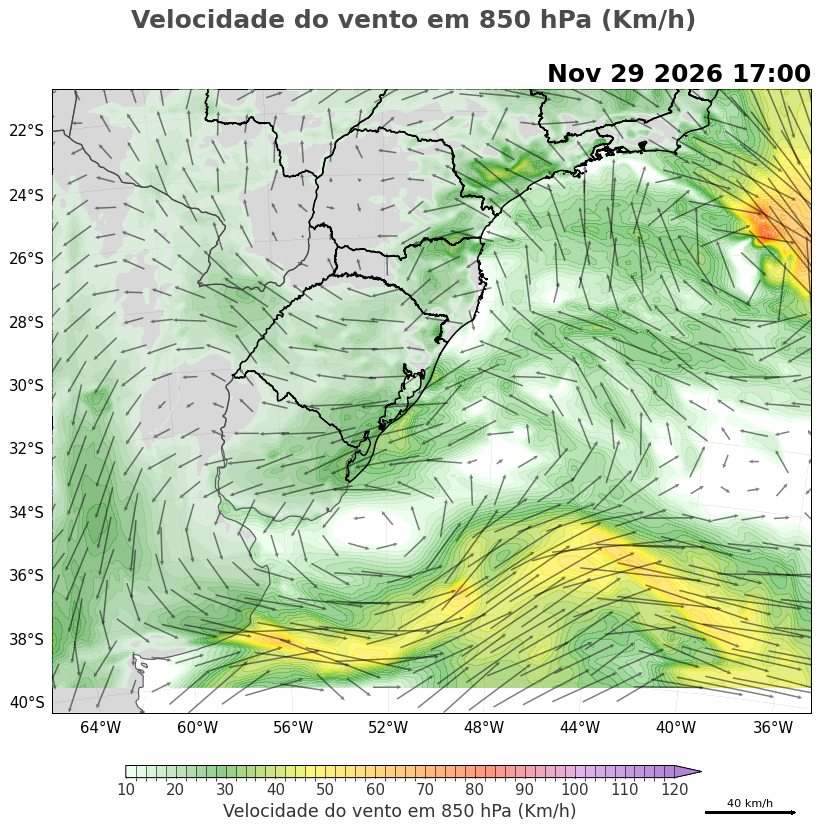 Velocidade do vento em 850 hPa (Km/h)
Nov 29 2026 17:00
22°S
24°S
26°S
28°S
30°S
32°S
34°S
36°S
38°S
40°S
64°W 60°W 56°W 52°W 48°W 44°W 40°W 36°W
10 20 30 40 50 60 70 80 90 100 110 120
Velocidade do vento em 850 hPa (Km/h)
40 km/h